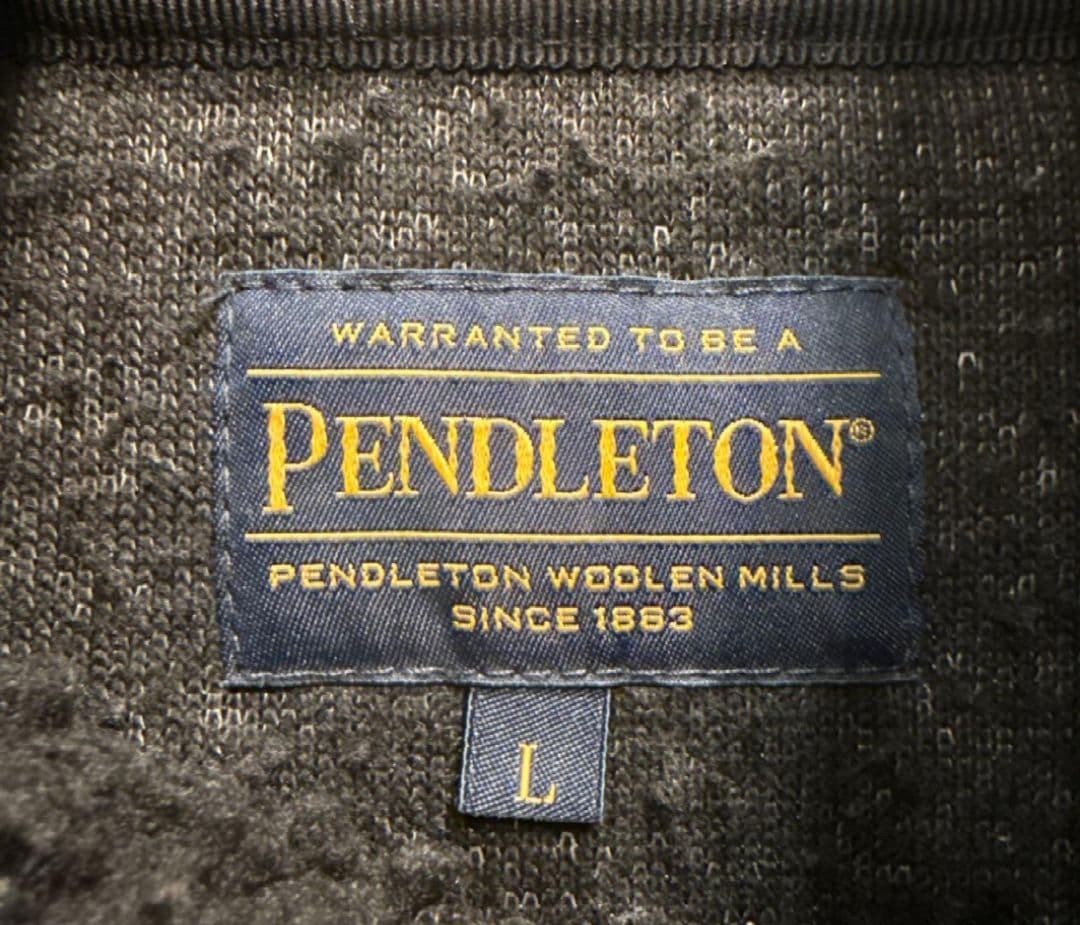 WARRANTED TO BE A
PENDLETON®
PENDLETON WOOLEN MILLS
SINCE 1863
L